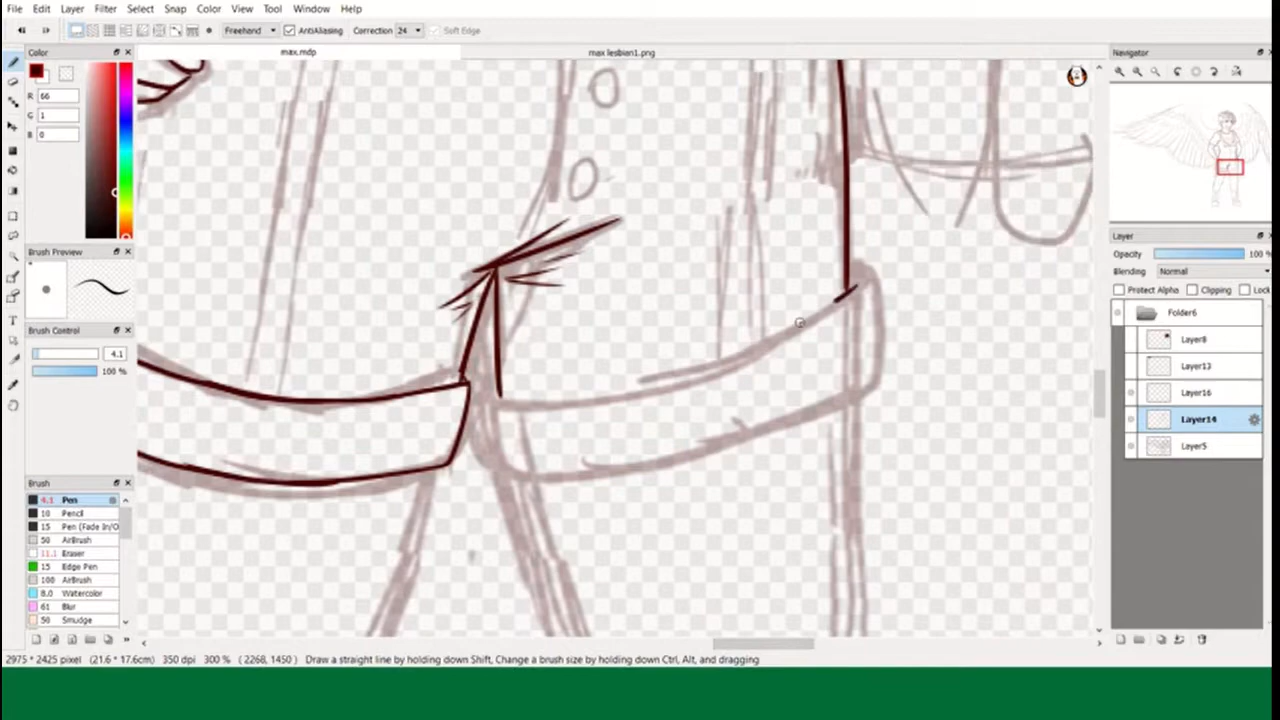 File Edit Layer Filter Select Snap Color View Tool Window Help
Freehand AntiAliasing Correction 24 Soft Edge
Color
max.mdp
max lesbian1.png
Navigator
R 66
G 1
B 0
Brush Preview
Brush Control
4.1
100 %
Brush
4.1 Pen
10 Pencil
15 Pen (Fade In/O
50 AirBrush
11.1 Eraser
15 Edge Pen
100 AirBrush
8.0 Watercolor
61 Blur
50 Smudge
Layer
Opacity 100 %
Blending Normal
Protect Alpha Clipping Lock
Folder6
Layer8
Layer13
Layer16
Layer14
Layer5
2975 * 2425 pixel (21.6 * 17.6cm) 350 dpi 300 % ( 2268, 1450 ) Draw a straight line by holding down Shift, Change a brush size by holding down Ctrl, Alt, and dragging